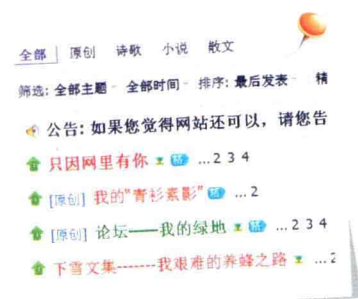 全部 原创 诗歌 小说 散文
筛选: 全部主题 全部时间 排序: 最后发表 精
公告: 如果您觉得网站还可以, 请您告
只因网里有你 精 ...2 3 4
[原创] 我的"青衫素影" 精 ...2
[原创] 论坛——我的绿地 精 ...2 3 4
下雪文集-------我艰难的养蜂之路 ...2